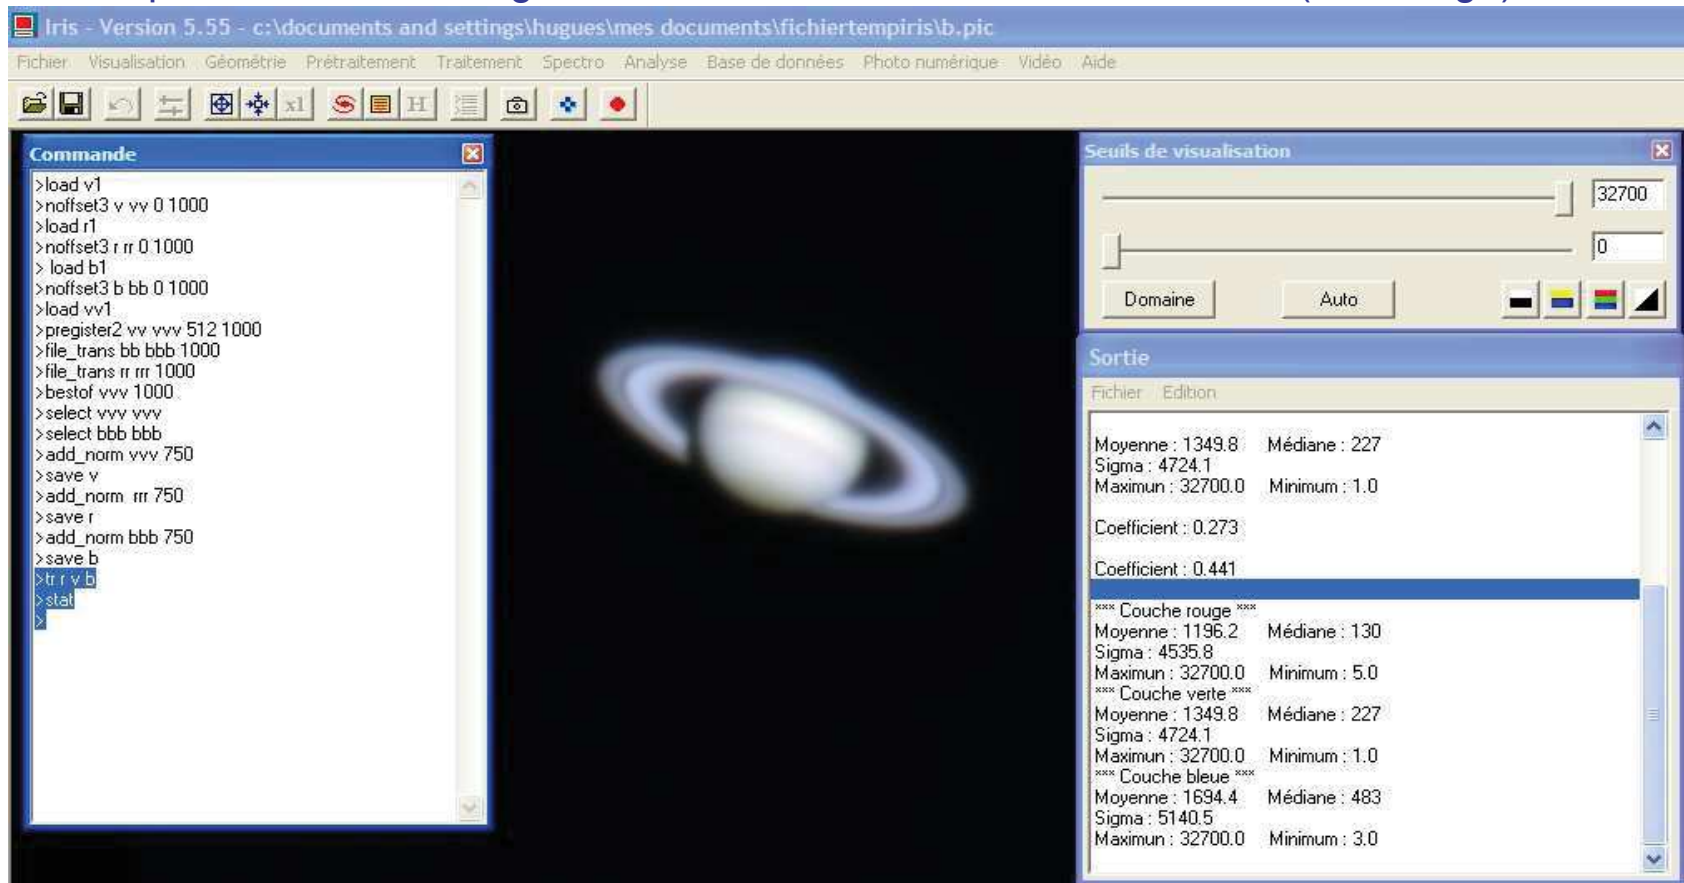 Iris - Version 5.55 - c:\documents and settings\hugues\mes documents\fichiertempiris\b.pic
Fichier Visualisation Géométrie Prétraitement Traitement Spectro Analyse Base de données Photo numérique Vidéo Aide
x1 H
Commande
>load v1
>noffset3 v vv 0 1000
>load r1
>noffset3 r rr 0 1000
> load b1
>noffset3 b bb 0 1000
>load vv1
>pregister2 vv vvv 512 1000
>file_trans bb bbb 1000
>file_trans rr rrr 1000
>bestof vvv 1000
>select vvv vvv
>select bbb bbb
>add_norm vvv 750
>save v
>add_norm rrr 750
>save r
>add_norm bbb 750
>save b
>tr r v b
>stat
>
Seuils de visualisation
32700
0
Domaine Auto
Sortie
Fichier Edition
Moyenne : 1349.8 Médiane : 227
Sigma : 4724.1
Maximun : 32700.0 Minimum : 1.0
Coefficient : 0.273
Coefficient : 0.441
*** Couche rouge ***
Moyenne : 1196.2 Médiane : 130
Sigma : 4535.8
Maximun : 32700.0 Minimum : 5.0
*** Couche verte ***
Moyenne : 1349.8 Médiane : 227
Sigma : 4724.1
Maximun : 32700.0 Minimum : 1.0
*** Couche bleue ***
Moyenne : 1694.4 Médiane : 483
Sigma : 5140.5
Maximun : 32700.0 Minimum : 3.0